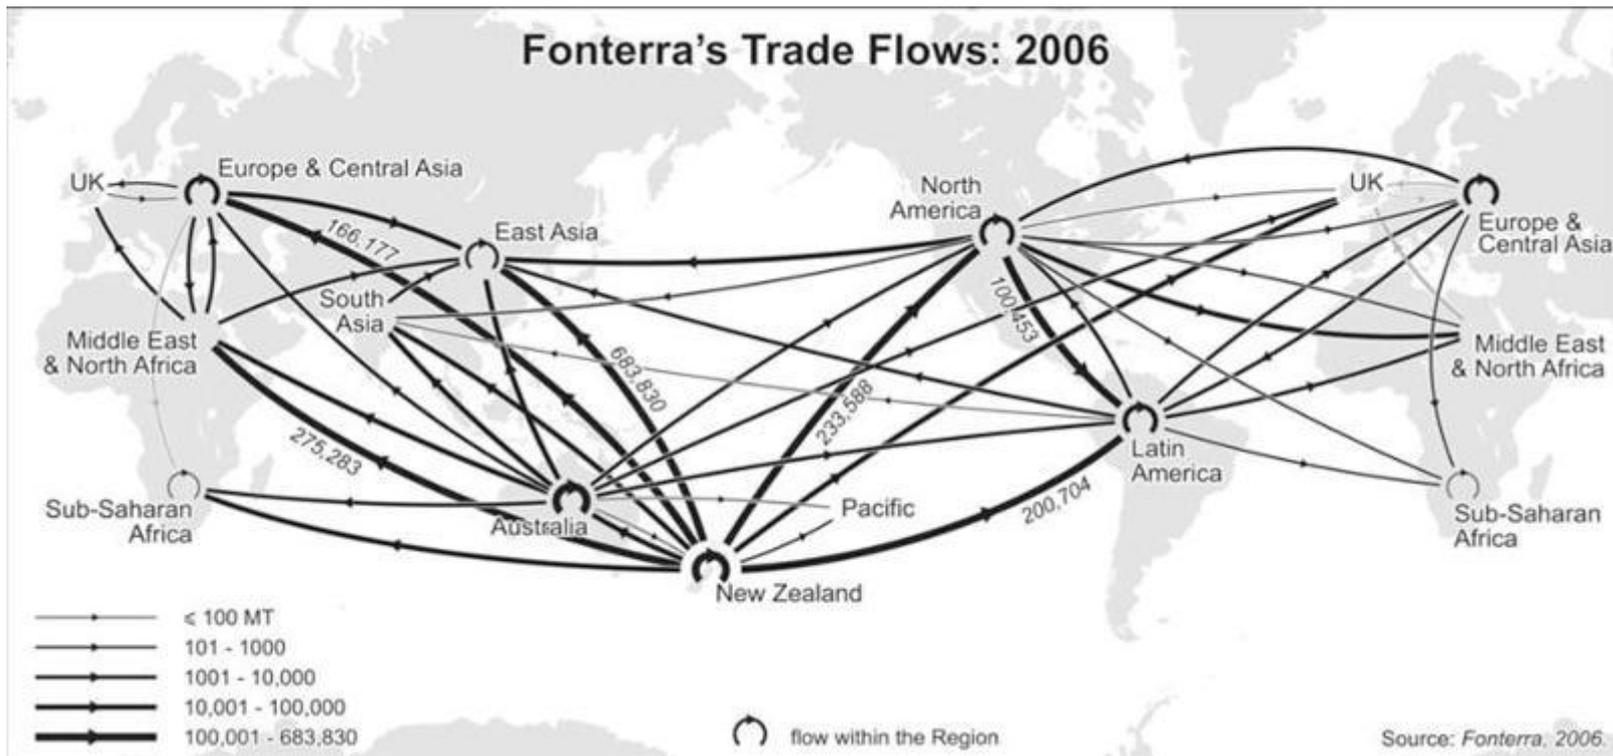 Fonterra's Trade Flows: 2006
UK
Europe & Central Asia
166,177
East Asia
South
Asia
Middle East
& North Africa
683,830
275,283
Sub-Saharan
Africa
Australia
New Zealand
Pacific
North
America
100,453
233,588
200,704
Latin
America
UK
Europe &
Central Asia
Middle East
& North Africa
Sub-Saharan
Africa
⩽ 100 MT
101 - 1000
1001 - 10,000
10,001 - 100,000
100,001 - 683,830
flow within the Region
Source: Fonterra, 2006.